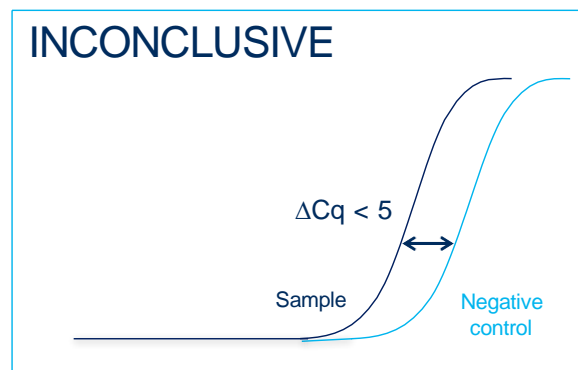 INCONCLUSIVE
ΔCq < 5
Sample
Negative
control